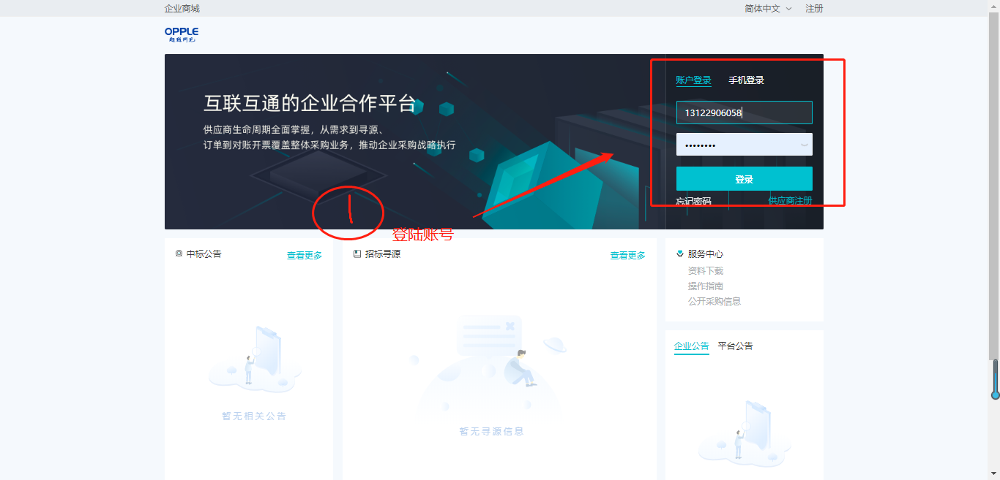 企业商城
简体中文 注册
OPPLE
账户登录 手机登录
互联互通的企业合作平台
13122906058
供应商生命周期全面掌握，从需求到寻源、
订单到对账开票覆盖整体采购业务，推动企业采购战略执行
••••••••
登录
忘记密码 供应商注册
1
登陆账号
中标公告 查看更多
招标寻源 查看更多
服务中心
资料下载
操作指南
公开采购信息
企业公告 平台公告
暂无相关公告
暂无寻源信息